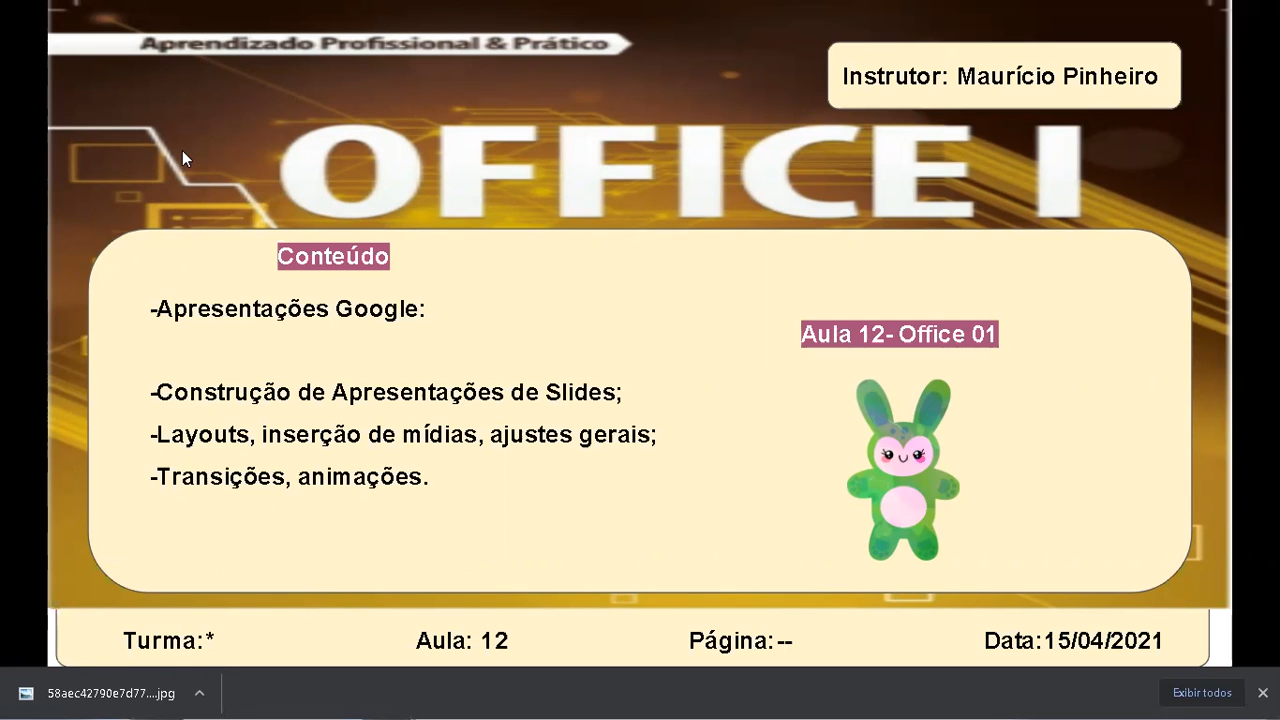 Aprendizado Profissional & Prático
Instrutor: Maurício Pinheiro
OFFICE I
Conteúdo
-Apresentações Google:
Aula 12- Office 01
-Construção de Apresentações de Slides;
-Layouts, inserção de mídias, ajustes gerais;
-Transições, animações.
Turma:* Aula: 12 Página:-- Data:15/04/2021
58aec42790e7d77....jpg Exibir todos